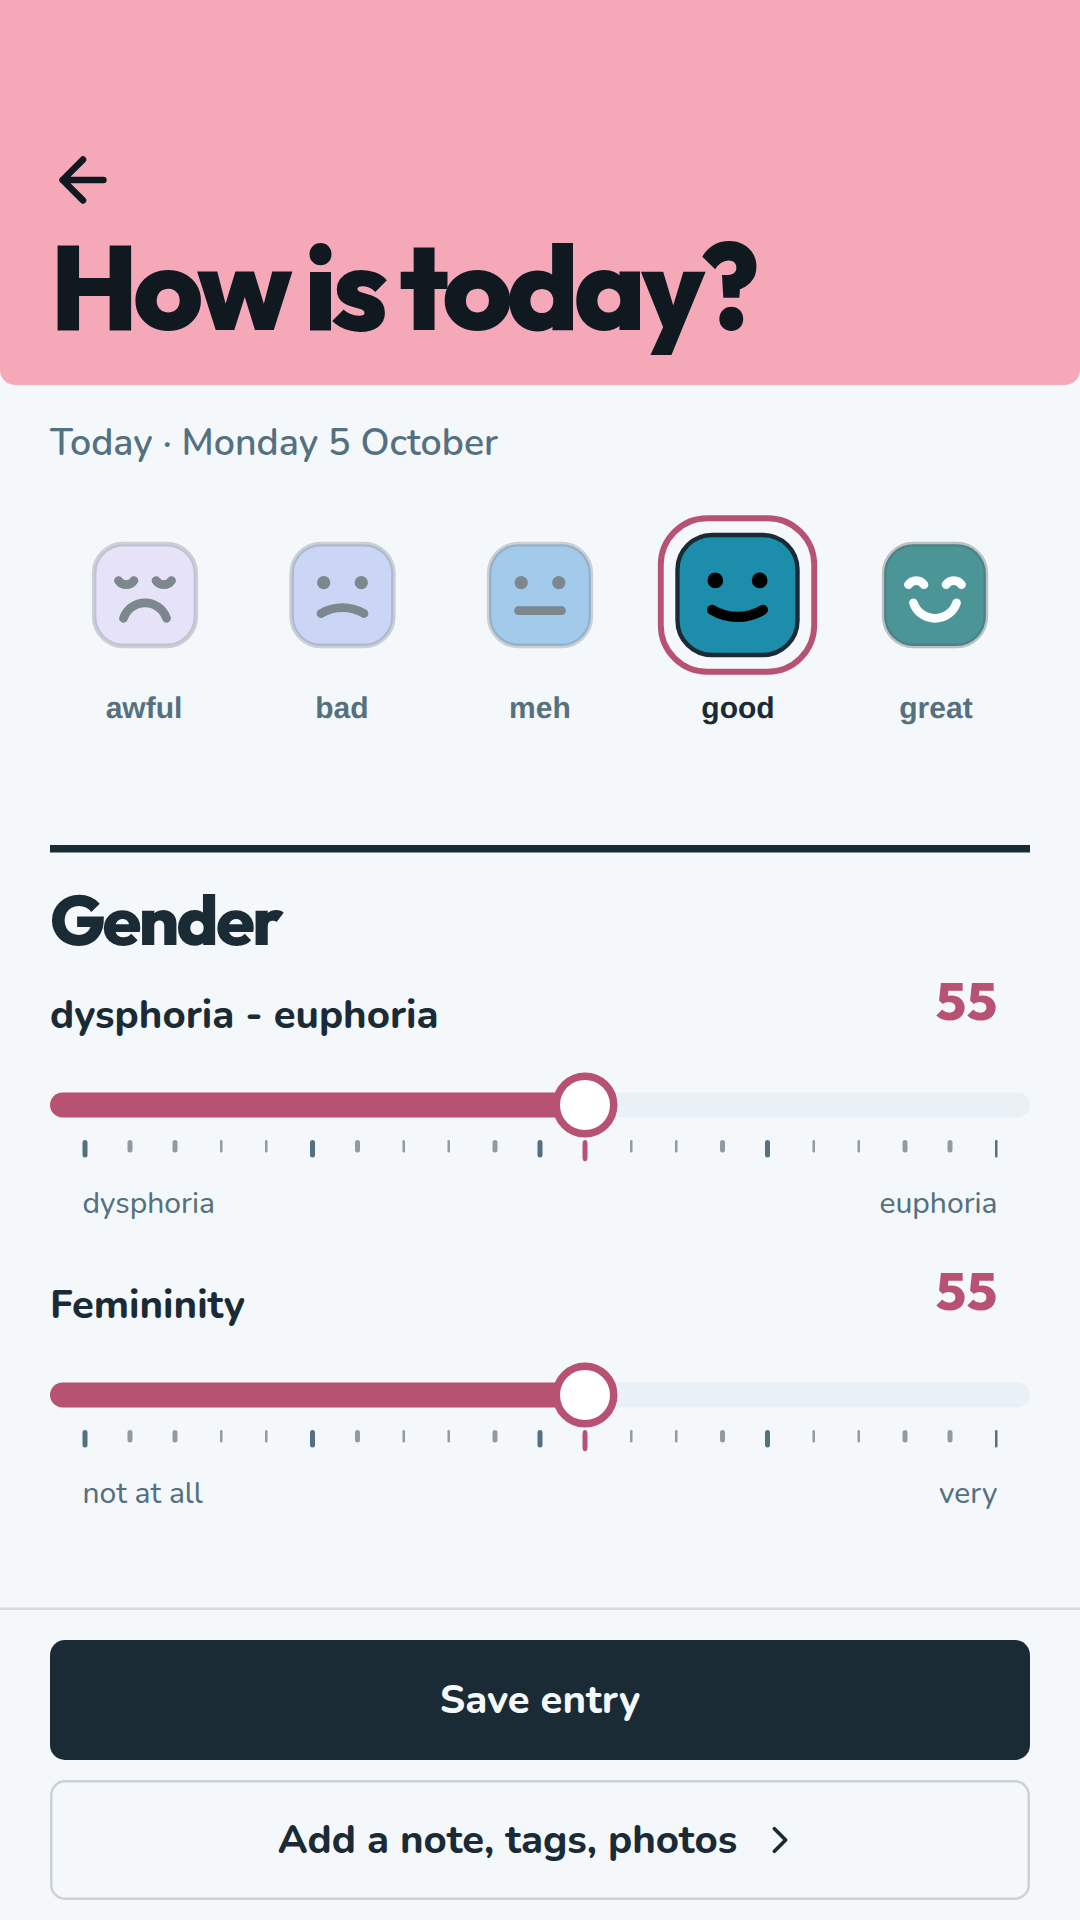 How is today?
Today · Monday 5 October
awful bad meh good great
Gender
dysphoria - euphoria 55
dysphoria euphoria
Femininity 55
not at all very
Save entry
Add a note, tags, photos